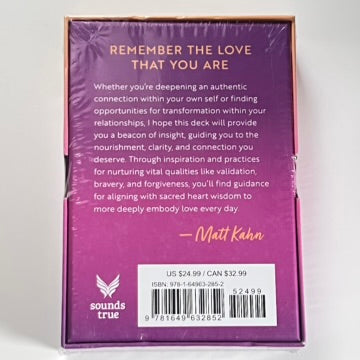 REMEMBER THE LOVE
THAT YOU ARE
Whether you're deepening an authentic
connection within your own self or finding
opportunities for transformation within your
relationships, I hope this deck will provide
you a beacon of insight, guiding you to the
nourishment, clarity, and connection you
deserve. Through inspiration and practices
for nurturing vital qualities like validation,
bravery, and forgiveness, you'll find guidance
for aligning with sacred heart wisdom to
more deeply embody love every day.
— Matt Kahn
US $24.99 / CAN $32.99
ISBN: 978-1-64963-285-2
52499
9 781649 632852
sounds
true